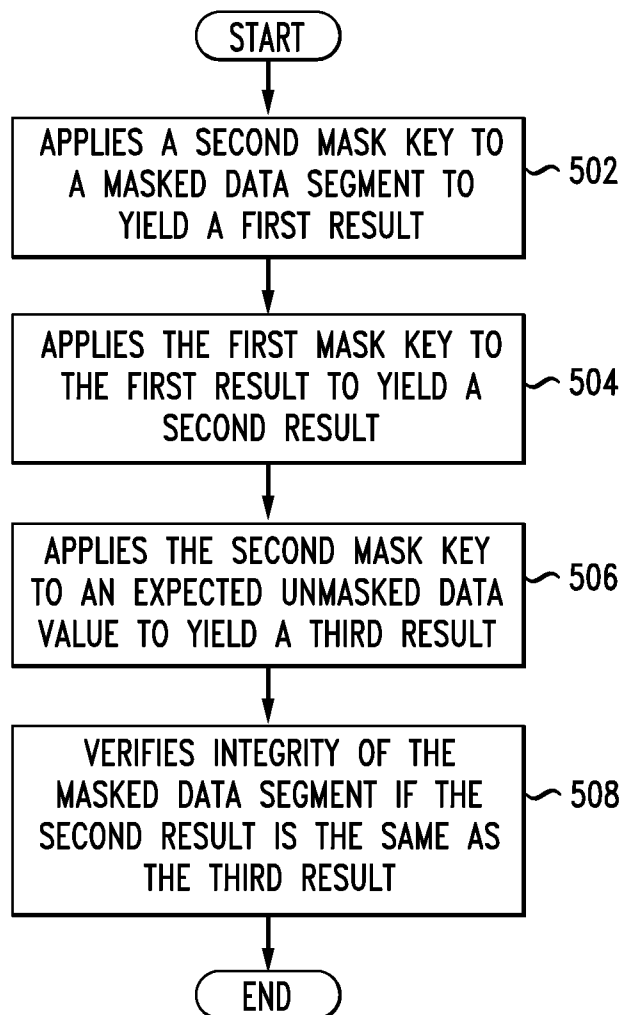 START
APPLIES A SECOND MASK KEY TO
A MASKED DATA SEGMENT TO
YIELD A FIRST RESULT
502
APPLIES THE FIRST MASK KEY TO
THE FIRST RESULT TO YIELD A
SECOND RESULT
504
APPLIES THE SECOND MASK KEY
TO AN EXPECTED UNMASKED DATA
VALUE TO YIELD A THIRD RESULT
506
VERIFIES INTEGRITY OF THE
MASKED DATA SEGMENT IF THE
SECOND RESULT IS THE SAME AS
THE THIRD RESULT
508
END